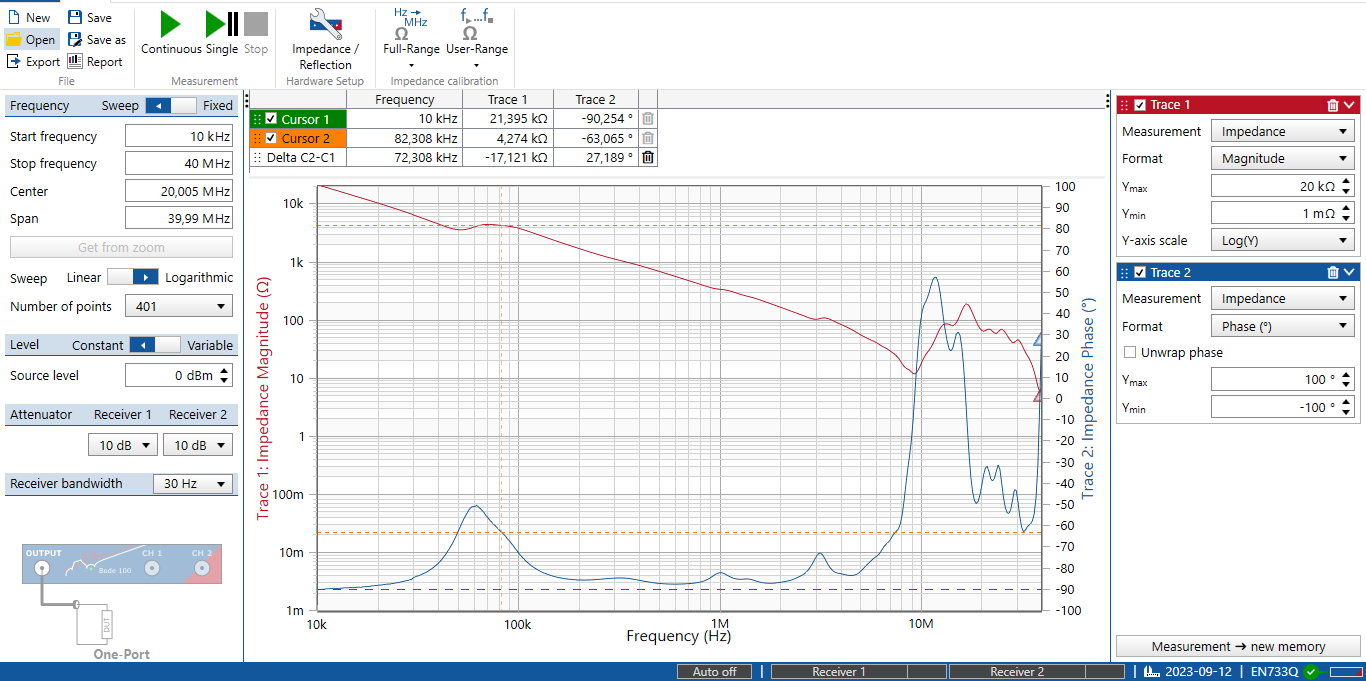 New
Save
Open
Save as
Export
Report
File
Continuous
Single
Stop
Measurement
Impedance /
Reflection
Hardware Setup
Hz → MHz
Ω
Full-Range
f▸...f■
Ω
User-Range
Impedance calibration
Frequency Sweep Fixed
Start frequency 10 kHz
Stop frequency 40 MHz
Center 20,005 MHz
Span 39,99 MHz
Get from zoom
Sweep Linear Logarithmic
Number of points 401
Level Constant Variable
Source level 0 dBm
Attenuator Receiver 1 Receiver 2
10 dB 10 dB
Receiver bandwidth 30 Hz
OUTPUT CH 1 CH 2
Bode 100
DUT
One-Port
Frequency Trace 1 Trace 2
Cursor 1 10 kHz 21,395 kΩ -90,254 °
Cursor 2 82,308 kHz 4,274 kΩ -63,065 °
Delta C2-C1 72,308 kHz -17,121 kΩ 27,189 °
Trace 1: Impedance Magnitude (Ω)
10k
1k
100
10
1
100m
10m
1m
10k 100k 1M 10M
Frequency (Hz)
100
90
80
70
60
50
40
30
20
10
0
-10
-20
-30
-40
-50
-60
-70
-80
-90
-100
Trace 2: Impedance Phase (°)
Trace 1
Measurement Impedance
Format Magnitude
Ymax 20 kΩ
Ymin 1 mΩ
Y-axis scale Log(Y)
Trace 2
Measurement Impedance
Format Phase (°)
Unwrap phase
Ymax 100 °
Ymin -100 °
Measurement → new memory
Auto off | Receiver 1 Receiver 2 | 2023-09-12 | EN733Q